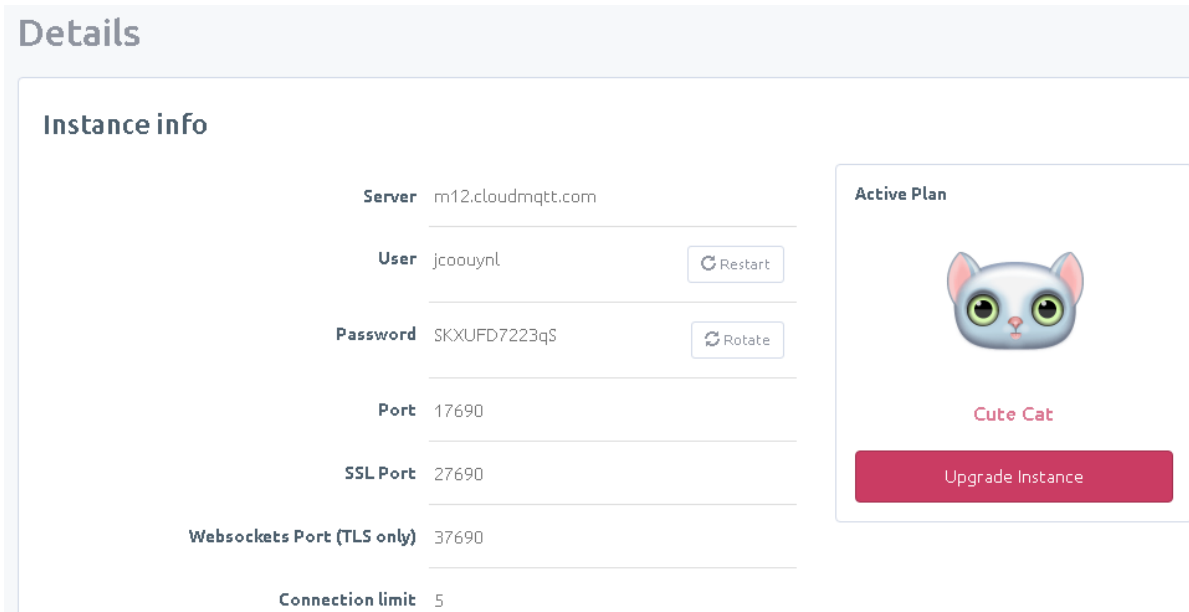 Details
Instance info
Server m12.cloudmqtt.com
User jcoouynl Restart
Password SKXUFD7223qS Rotate
Port 17690
SSL Port 27690
Websockets Port (TLS only) 37690
Connection limit 5
Active Plan
Cute Cat
Upgrade Instance